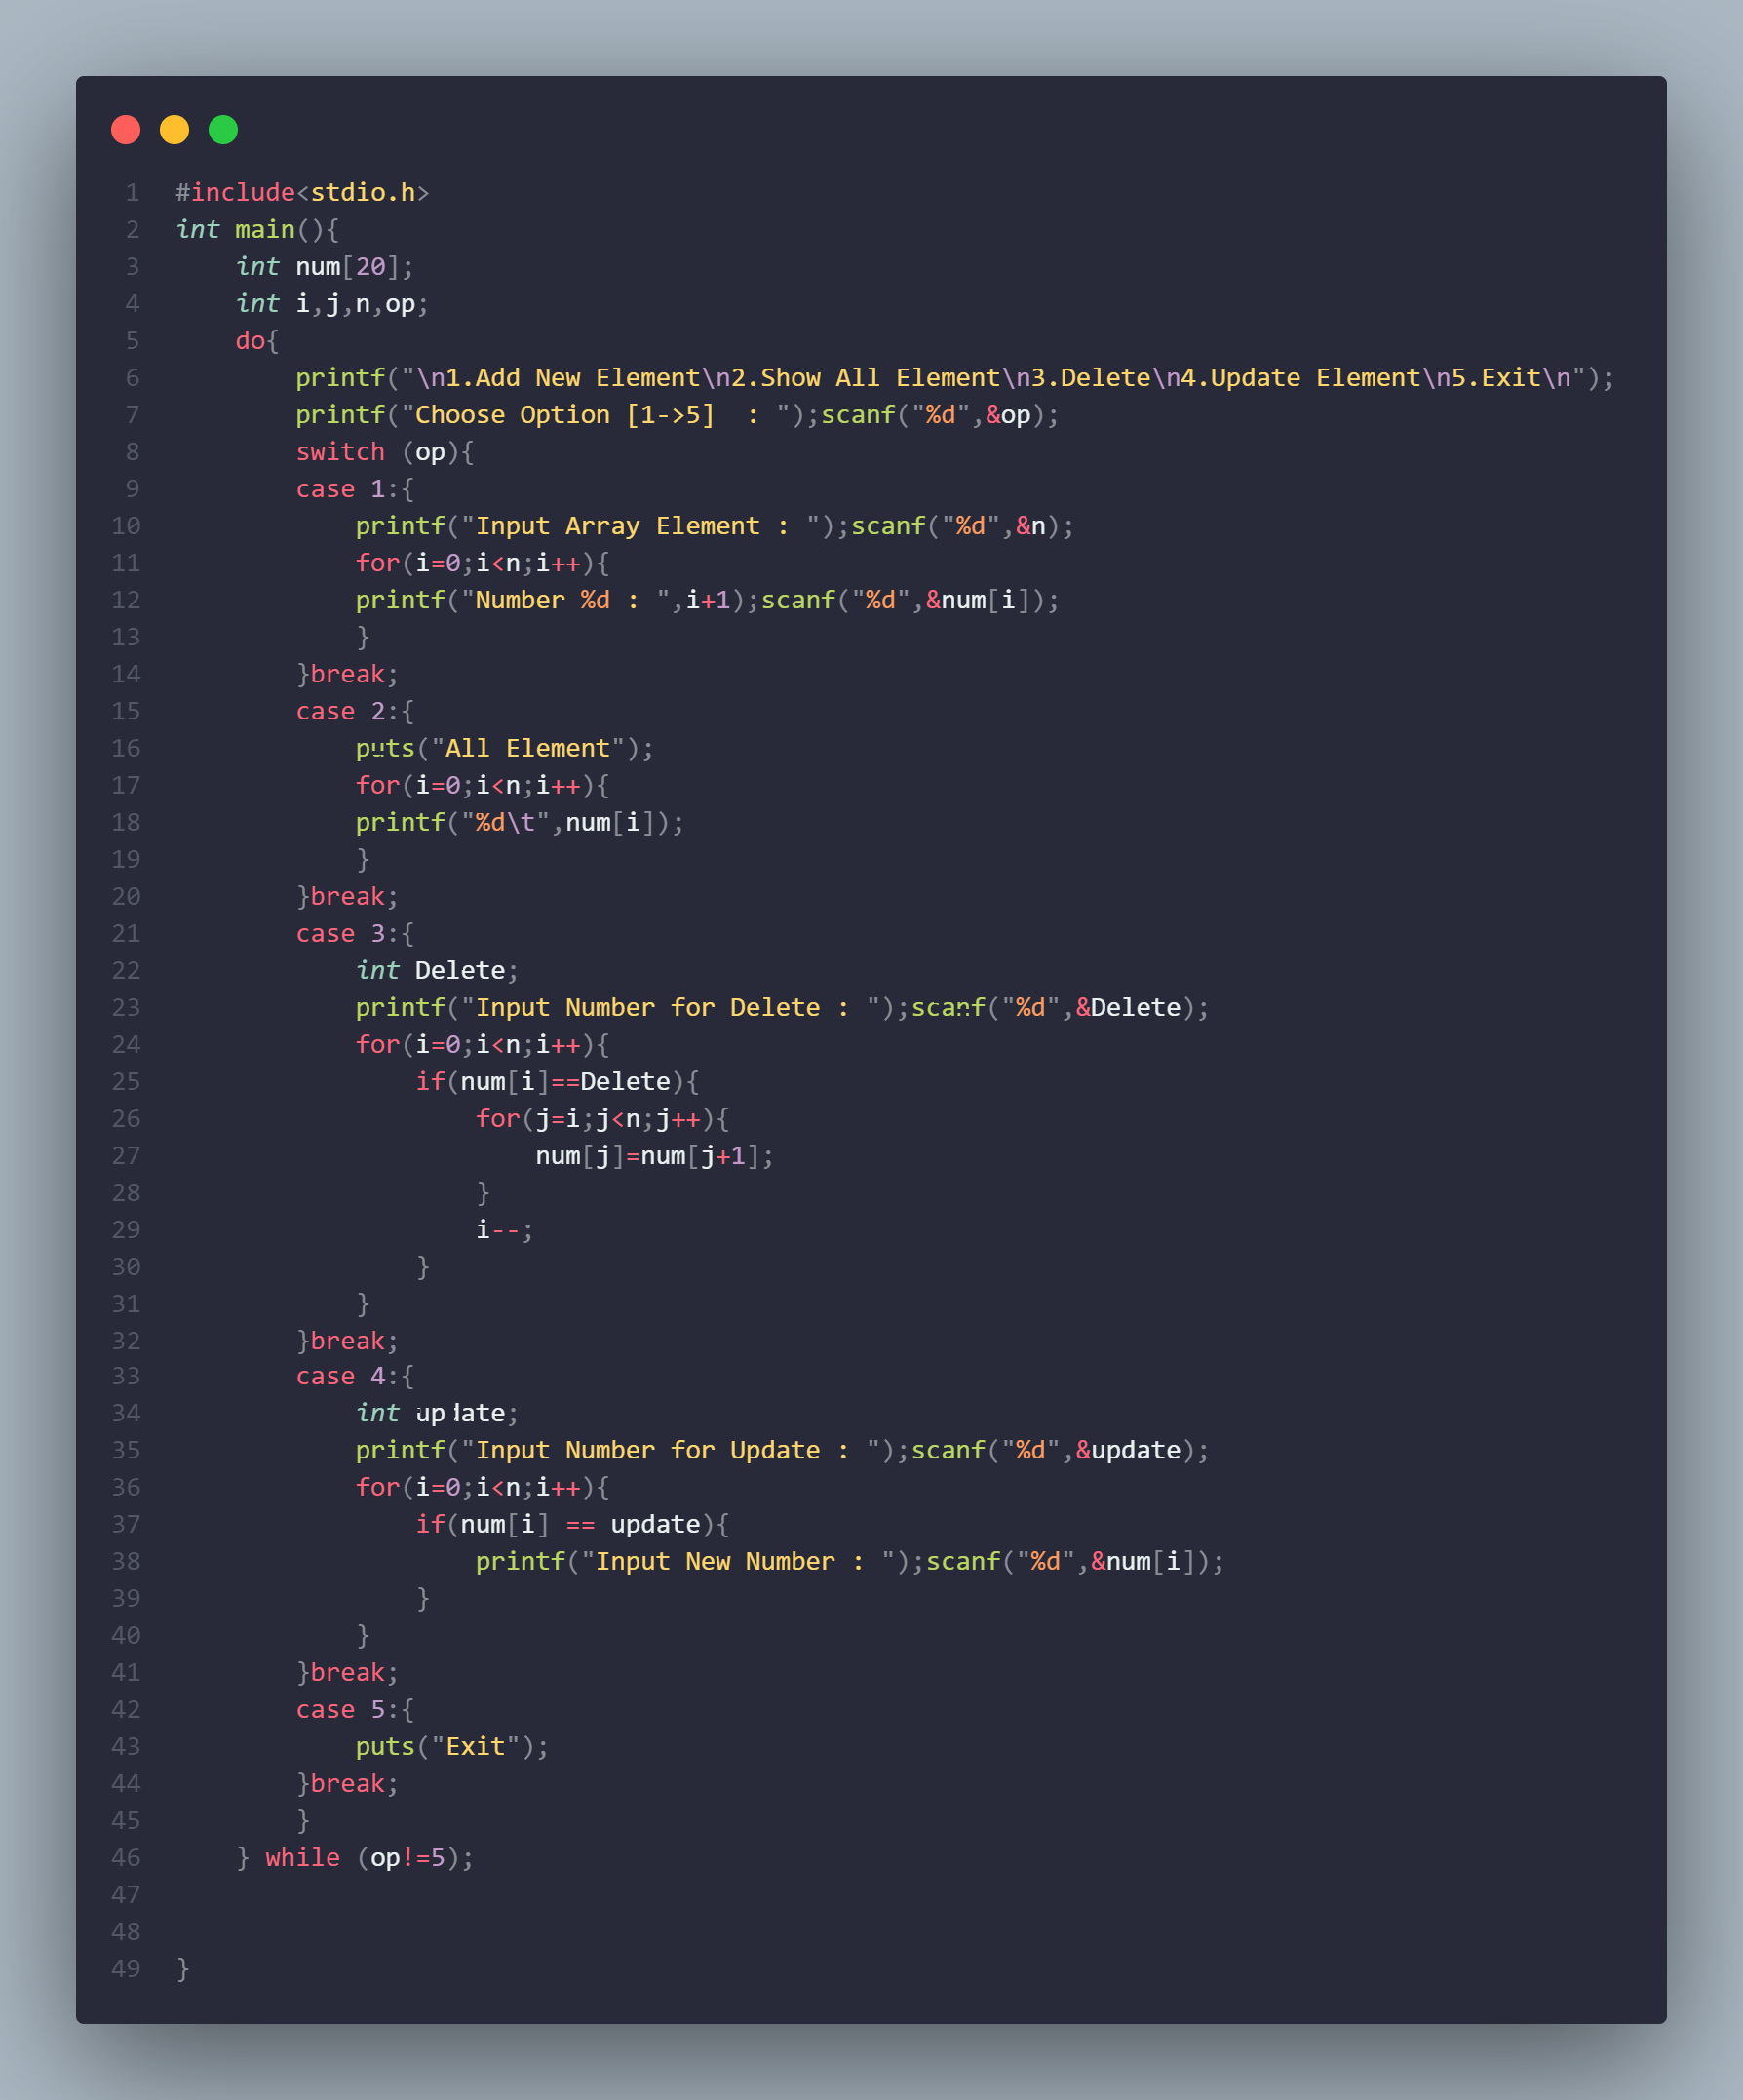 1 #include<stdio.h>
2 int main(){
3     int num[20];
4     int i,j,n,op;
5     do{
6         printf("\n1.Add New Element\n2.Show All Element\n3.Delete\n4.Update Element\n5.Exit\n");
7         printf("Choose Option [1->5]  : ");scanf("%d",&op);
8         switch (op){
9         case 1:{
10             printf("Input Array Element : ");scanf("%d",&n);
11             for(i=0;i<n;i++){
12             printf("Number %d : ",i+1);scanf("%d",&num[i]);
13             }
14         }break;
15         case 2:{
16             puts("All Element");
17             for(i=0;i<n;i++){
18             printf("%d\t",num[i]);
19             }
20         }break;
21         case 3:{
22             int Delete;
23             printf("Input Number for Delete : ");scanf("%d",&Delete);
24             for(i=0;i<n;i++){
25                 if(num[i]==Delete){
26                     for(j=i;j<n;j++){
27                         num[j]=num[j+1];
28                     }
29                     i--;
30                 }
31             }
32         }break;
33         case 4:{
34             int update;
35             printf("Input Number for Update : ");scanf("%d",&update);
36             for(i=0;i<n;i++){
37                 if(num[i] == update){
38                     printf("Input New Number : ");scanf("%d",&num[i]);
39                 }
40             }
41         }break;
42         case 5:{
43             puts("Exit");
44         }break;
45         }
46     } while (op!=5);
47
48
49 }